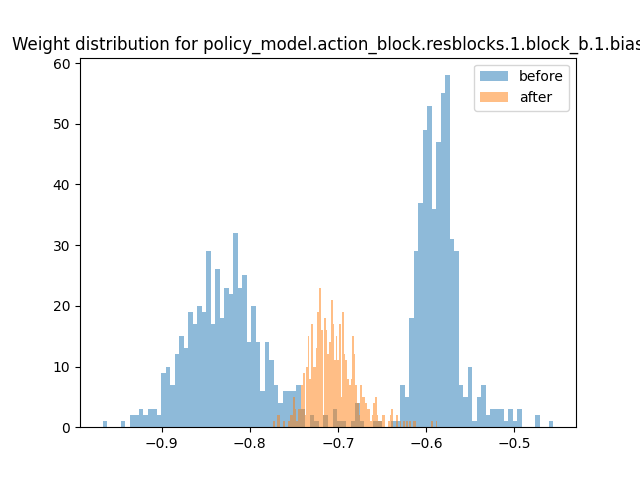 Weight distribution for policy_model.action_block.resblocks.1.block_b.1.bias
before
after
60
50
40
30
20
10
0
−0.9 −0.8 −0.7 −0.6 −0.5